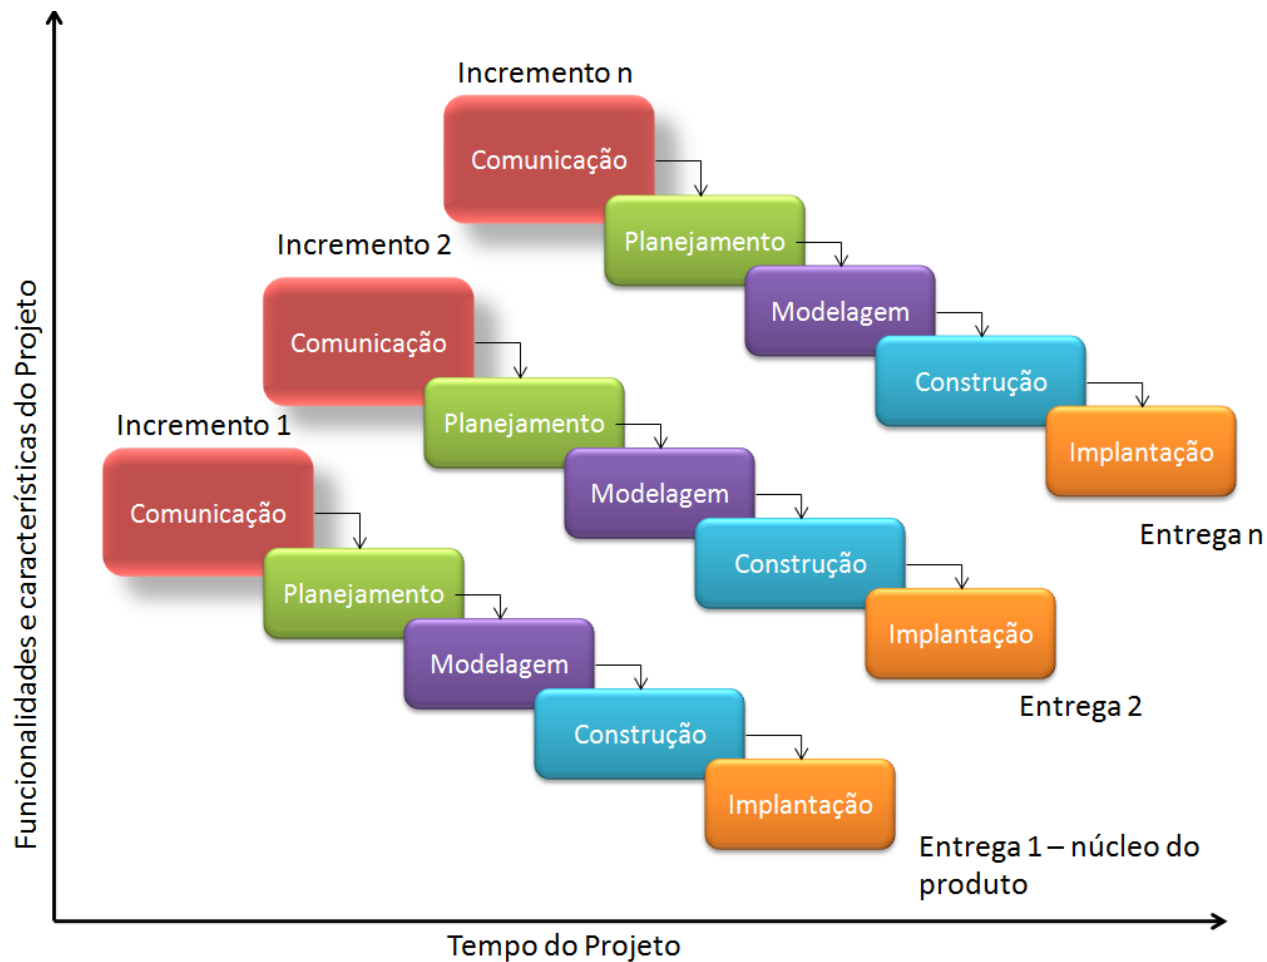 Incremento n
Comunicação
Planejamento
Modelagem
Construção
Implantação
Entrega n
Incremento 2
Comunicação
Planejamento
Modelagem
Construção
Implantação
Entrega 2
Incremento 1
Comunicação
Planejamento
Modelagem
Construção
Implantação
Entrega 1 – núcleo do
produto
Funcionalidades e características do Projeto
Tempo do Projeto